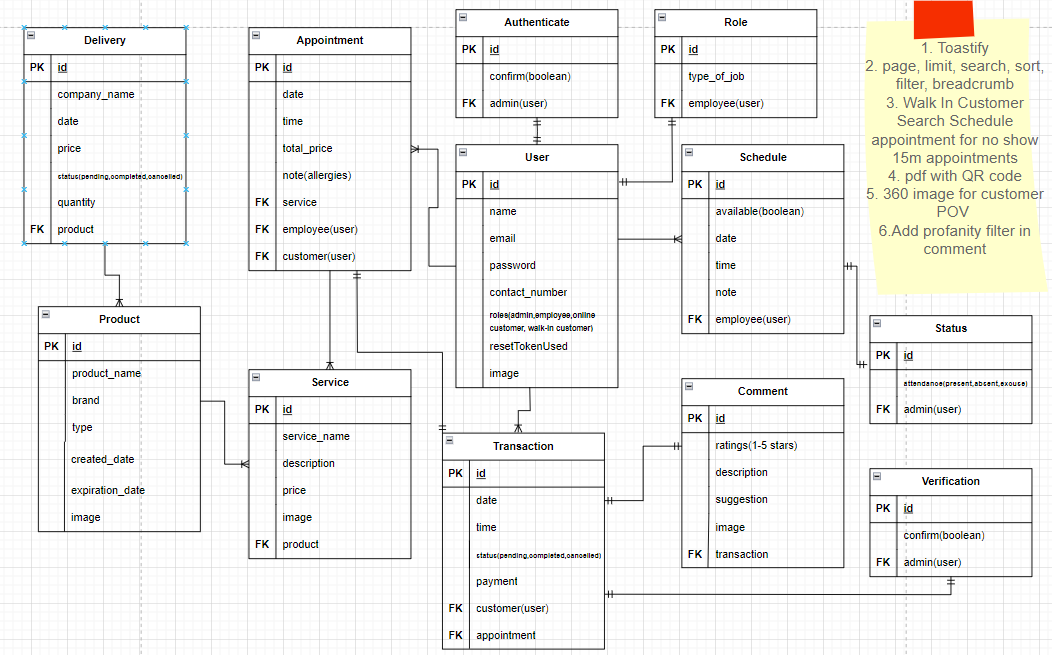 Delivery
PK id
company_name
date
price
status(pending,completed,cancelled)
quantity
FK product
Appointment
PK id
date
time
total_price
note(allergies)
FK service
FK employee(user)
FK customer(user)
Authenticate
PK id
confirm(boolean)
FK admin(user)
Role
PK id
type_of_job
FK employee(user)
1. Toastify
2. page, limit, search, sort,
filter, breadcrumb
3. Walk In Customer
Search Schedule
appointment for no show
15m appointments
4. pdf with QR code
5. 360 image for customer
POV
6.Add profanity filter in
comment
User
PK id
name
email
password
contact_number
roles(admin,employee,online
customer, walk-in customer)
resetTokenUsed
image
Schedule
PK id
available(boolean)
date
time
note
FK employee(user)
Product
PK id
product_name
brand
type
created_date
expiration_date
image
Service
PK id
service_name
description
price
image
FK product
Status
PK id
attendance(present,absent,excuse)
FK admin(user)
Comment
PK id
ratings(1-5 stars)
description
suggestion
image
FK transaction
Transaction
PK id
date
time
status(pending,completed,cancelled)
payment
FK customer(user)
FK appointment
Verification
PK id
confirm(boolean)
FK admin(user)